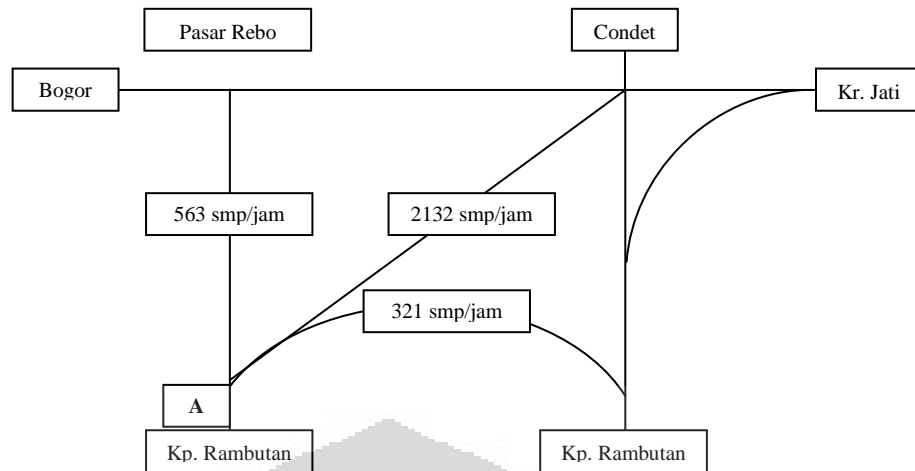 Pasar Rebo
Condet
Bogor
Kr. Jati
563 smp/jam
2132 smp/jam
321 smp/jam
A
Kp. Rambutan
Kp. Rambutan